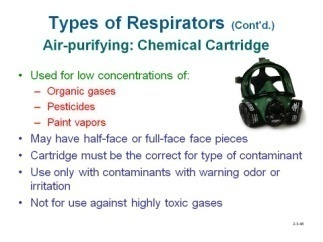 Types of Respirators (Cont'd.)
Air-purifying: Chemical Cartridge
• Used for low concentrations of:
– Organic gases
– Pesticides
– Paint vapors
• May have half-face or full-face face pieces
• Cartridge must be the correct for type of contaminant
• Use only with contaminants with warning odor or
irritation
• Not for use against highly toxic gases